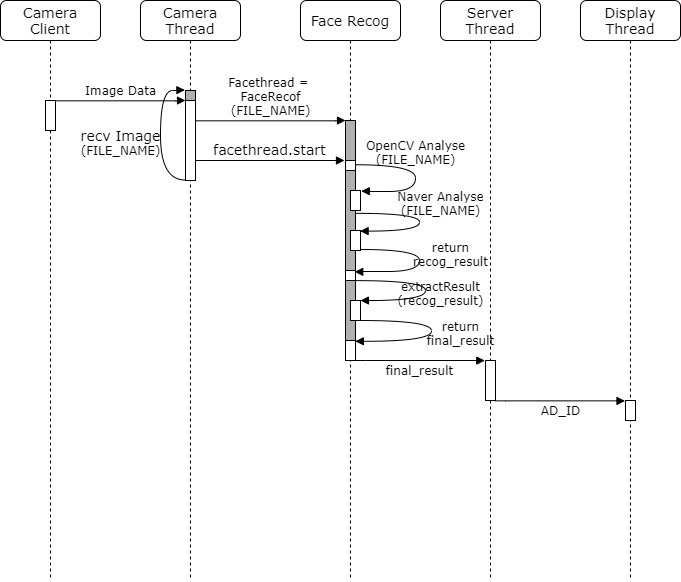 Camera
Client
Camera
Thread
Face Recog
Server
Thread
Display
Thread
Image Data
Facethread =
FaceRecof
(FILE_NAME)
recv Image
(FILE_NAME)
facethread.start
OpenCV Analyse
(FILE_NAME)
Naver Analyse
(FILE_NAME)
return
recog_result
extractResult
(recog_result)
return
final_result
final_result
AD_ID